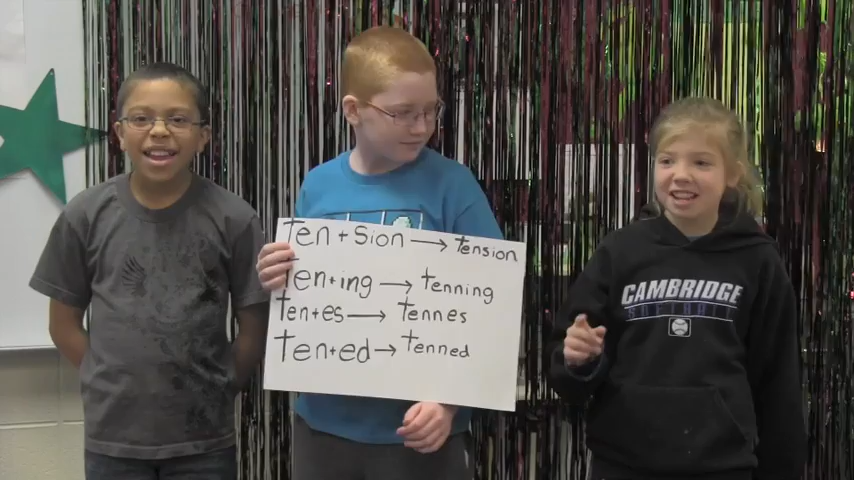 ten + sion → tension
ten + ing → tenning
ten + es → tennes
ten + ed → tenned
CAMBRIDGE